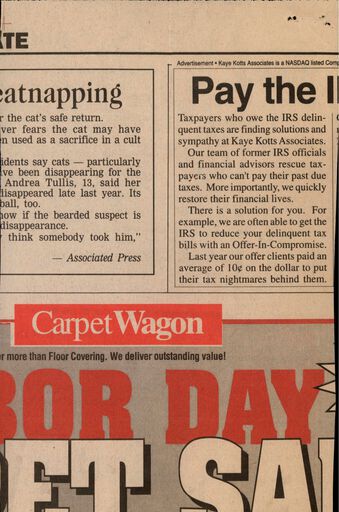 TE
eatnapping
r the cat's safe return.
ver fears the cat may have
en used as a sacrifice in a cult
idents say cats — particularly
ve been disappearing for the
Andrea Tullis, 13, said her
disappeared late last year. Its
ball, too.
now if the bearded suspect is
disappearance.
think somebody took him,"
— Associated Press
Advertisement • Kaye Kotts Associates is a NASDAQ listed Com
Pay the I
Taxpayers who owe the IRS delin-
quent taxes are finding solutions and
sympathy at Kaye Kotts Associates.
Our team of former IRS officials
and financial advisors rescue tax-
payers who can't pay their past due
taxes. More importantly, we quickly
restore their financial lives.
There is a solution for you. For
example, we are often able to get the
IRS to reduce your delinquent tax
bills with an Offer-In-Compromise.
Last year our offer clients paid an
average of 10¢ on the dollar to put
their tax nightmares behind them.
Carpet Wagon
r more than Floor Covering. We deliver outstanding value!
BOR DAY
ET SA